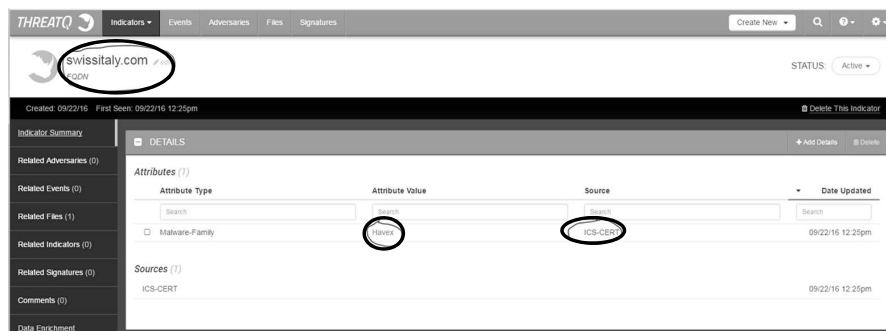 THREATQ Indicators Events Adversaries Files Signatures Create New
swissitaly.com
FQDN
STATUS: Active
Created: 09/22/16 First Seen: 09/22/16 12:25pm Delete This Indicator
Indicator Summary
DETAILS + Add Details Delete
Related Adversaries (0)
Attributes (1)
Related Events (0)
Attribute Type Attribute Value Source Date Updated
Related Files (1)
Search Search Search Search
Malware-Family Havex ICS-CERT 09/22/16 12:25pm
Related Indicators (0)
Related Signatures (0)
Sources (1)
ICS-CERT 09/22/16 12:25pm
Comments (0)
Data Enrichment